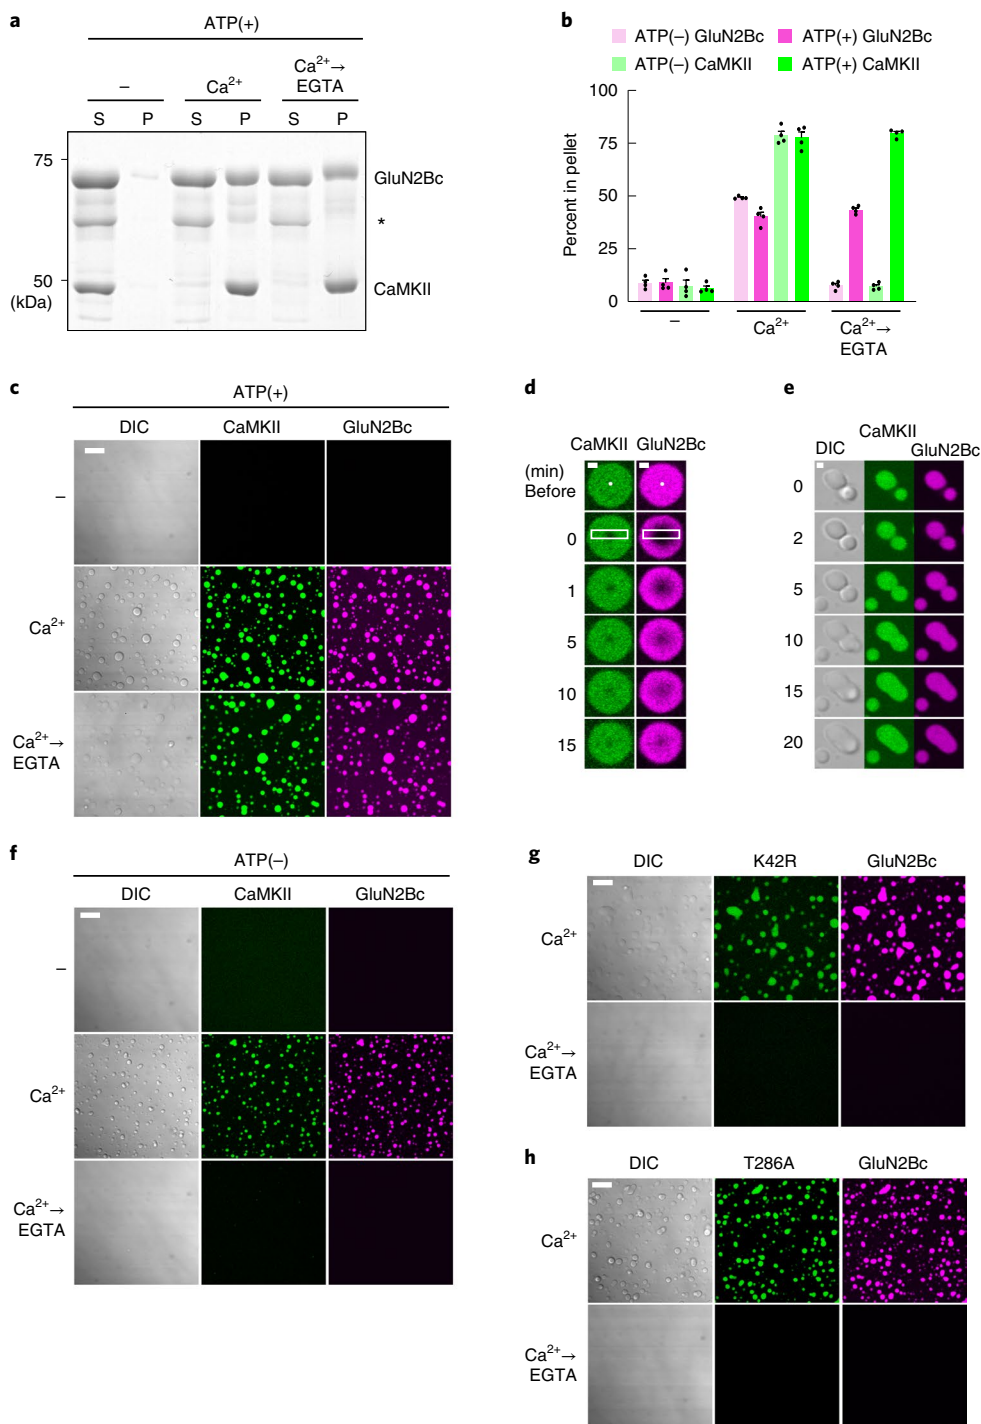 a
ATP(+)
– Ca2+ Ca2+→ EGTA
S P S P S P
75
GluN2Bc
*
50
(kDa)
CaMKII
b
ATP(–) GluN2Bc ATP(+) GluN2Bc
ATP(–) CaMKII ATP(+) CaMKII
Percent in pellet
100
75
50
25
0
– Ca2+ Ca2+→
EGTA
c
ATP(+)
DIC CaMKII GluN2Bc
–
Ca2+
Ca2+→
EGTA
d
CaMKII GluN2Bc
(min)
Before
0
1
5
10
15
e
CaMKII
DIC GluN2Bc
0
2
5
10
15
20
f
ATP(–)
DIC CaMKII GluN2Bc
–
Ca2+
Ca2+→
EGTA
g
DIC K42R GluN2Bc
Ca2+
Ca2+→
EGTA
h
DIC T286A GluN2Bc
Ca2+
Ca2+→
EGTA